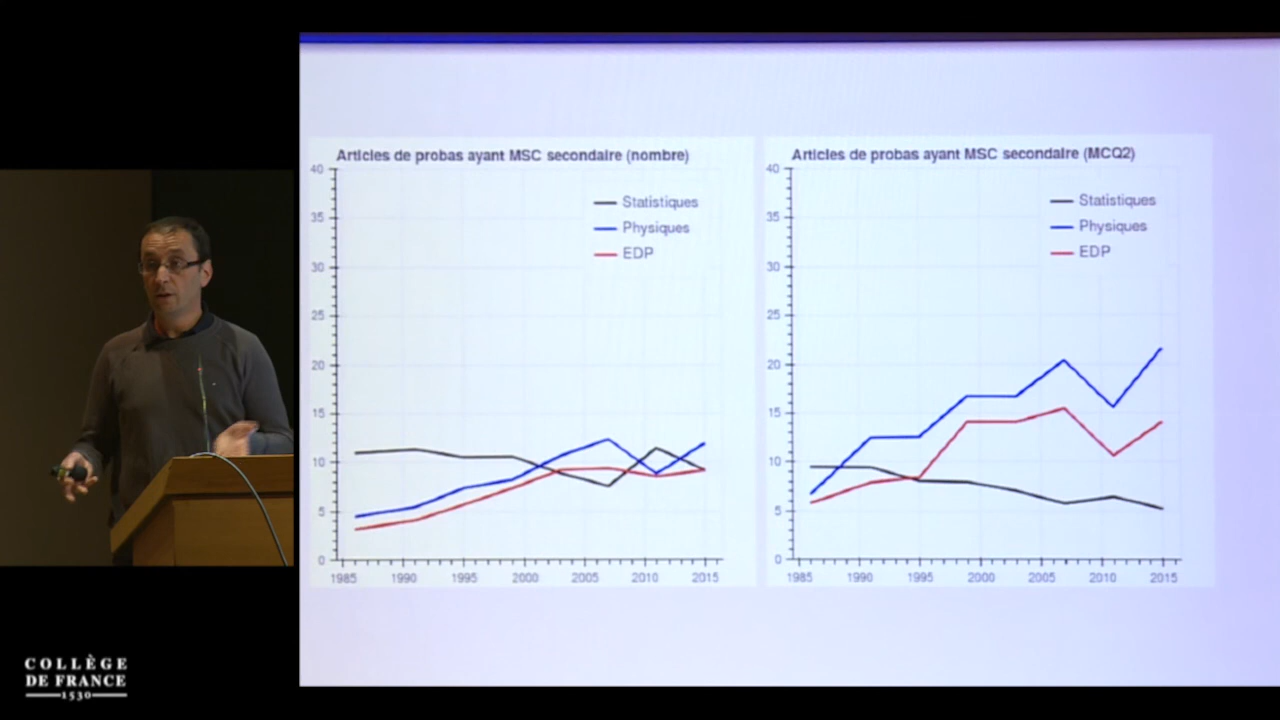 Articles de probas ayant MSC secondaire (nombre)
40
35
30
25
20
15
10
5
0
1985 1990 1995 2000 2005 2010 2015
Statistiques
Physiques
EDP
Articles de probas ayant MSC secondaire (MCQ2)
40
35
30
25
20
15
10
5
0
1985 1990 1995 2000 2005 2010 2015
Statistiques
Physiques
EDP
COLLÈGE
DE FRANCE
1530